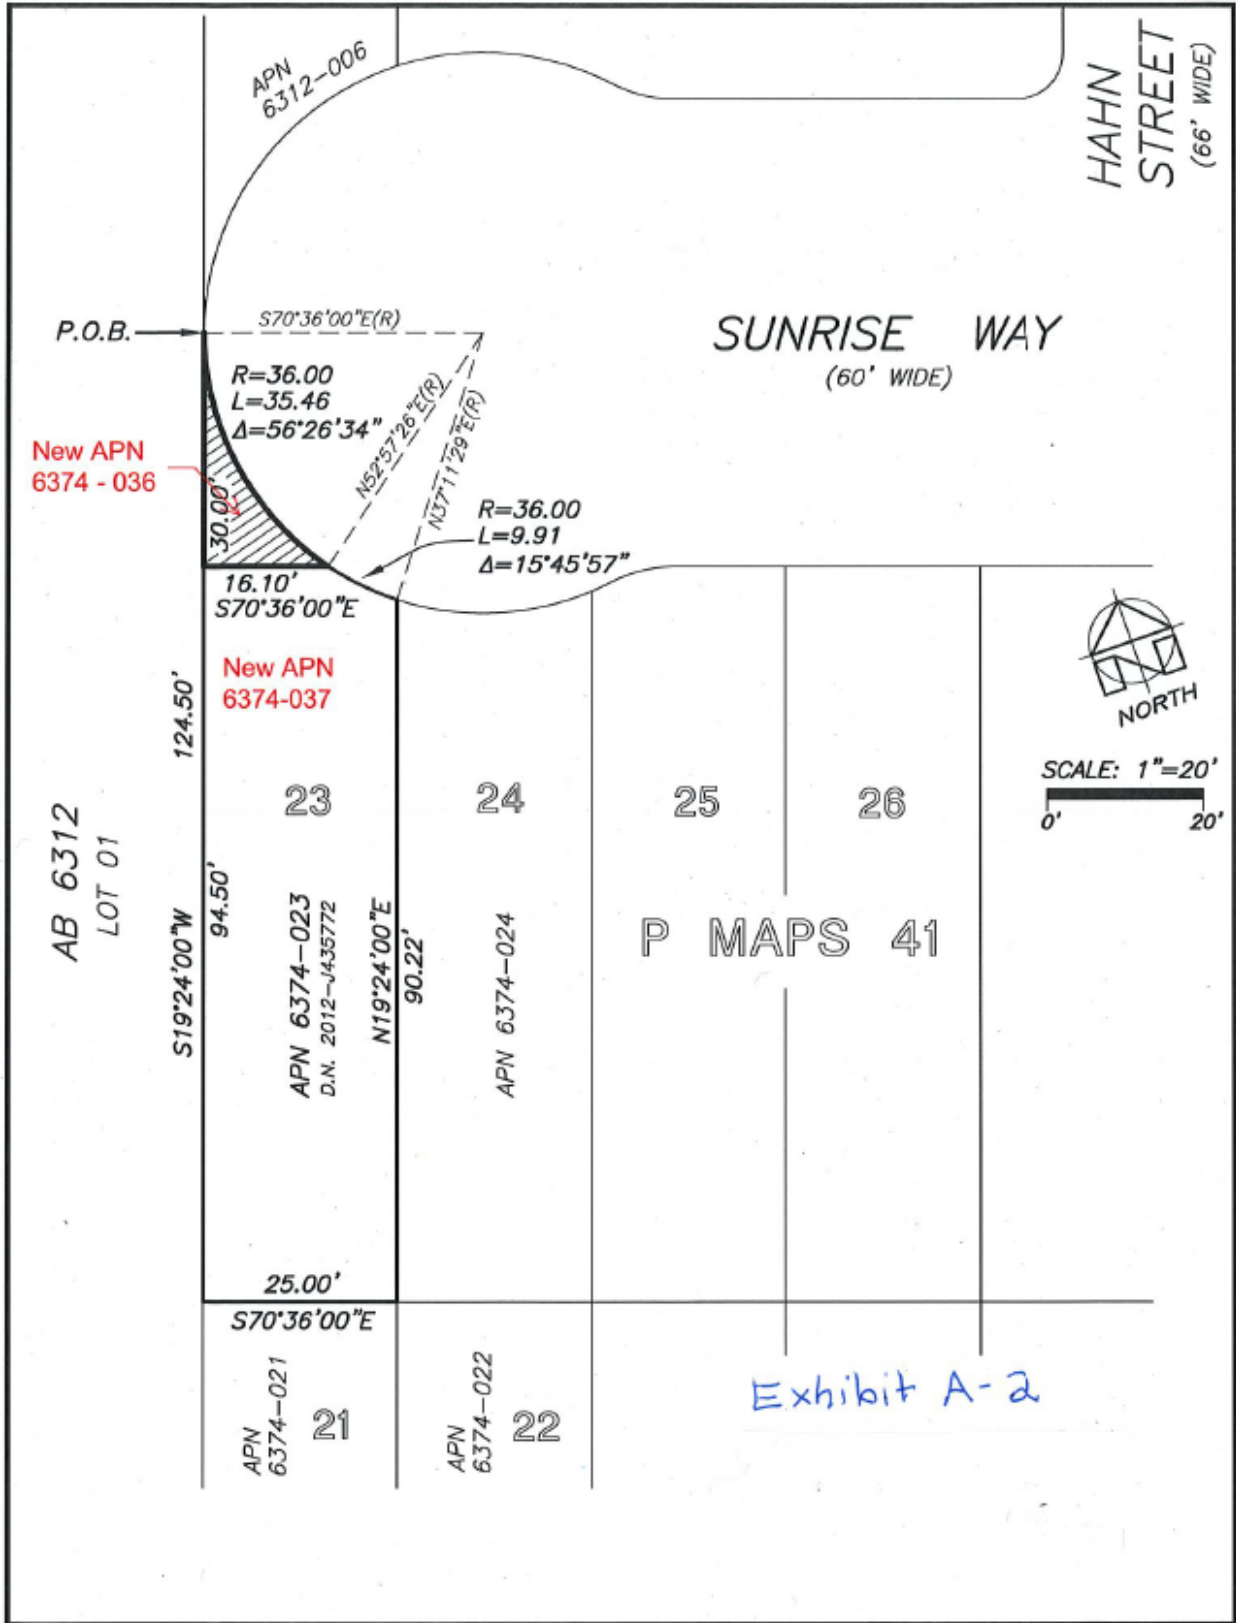 APN
6312-006
HAHN
STREET
(66' WIDE)
P.O.B.
S70°36'00"E(R)
SUNRISE WAY
(60' WIDE)
R=36.00
L=35.46
Δ=56°26'34"
N52°57'26"E(R)
N37°11'29"E(R)
New APN
6374 - 036
30.00'
R=36.00
L=9.91
Δ=15°45'57"
16.10'
S70°36'00"E
New APN
6374-037
124.50'
NORTH
SCALE: 1"=20'
0' 20'
23
24
25
26
AB 6312
LOT 01
S19°24'00"W
94.50'
APN 6374-023
D.N. 2012-J435772
N19°24'00"E
90.22'
APN 6374-024
P MAPS 41
25.00'
S70°36'00"E
APN
6374-021
21
APN
6374-022
22
Exhibit A-2